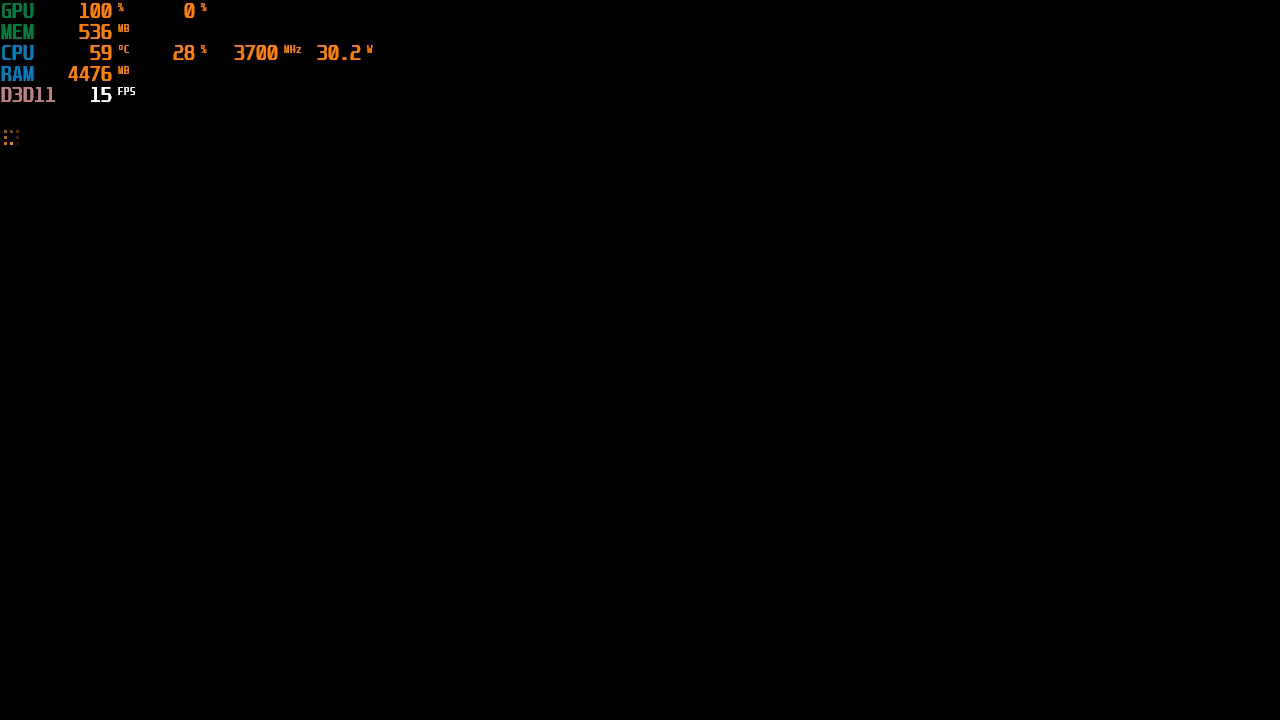 GPU 100 % 0 %
MEM 536 MB
CPU 59 °C 28 % 3700 MHz 30.2 W
RAM 4476 MB
D3D11 15 FPS